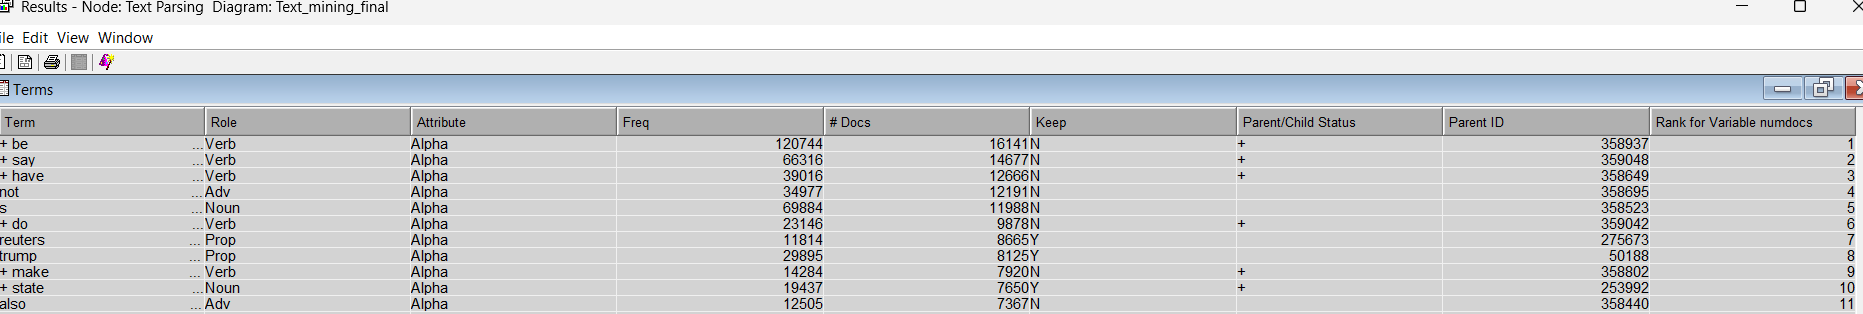 Results - Node: Text Parsing  Diagram: Text_mining_final
ile Edit View Window
Terms
Term Role Attribute Freq # Docs Keep Parent/Child Status Parent ID Rank for Variable numdocs
+ be ... Verb Alpha 120744 16141 N + 358937 1
+ say ... Verb Alpha 66316 14677 N + 359048 2
+ have ... Verb Alpha 39016 12666 N + 358649 3
not ... Adv Alpha 34977 12191 N 358695 4
s ... Noun Alpha 69884 11988 N 358523 5
+ do ... Verb Alpha 23146 9878 N + 359042 6
reuters ... Prop Alpha 11814 8665 Y 275673 7
trump ... Prop Alpha 29895 8125 Y 50188 8
+ make ... Verb Alpha 14284 7920 N + 358802 9
+ state ... Noun Alpha 19437 7650 Y + 253992 10
also ... Adv Alpha 12505 7367 N 358440 11